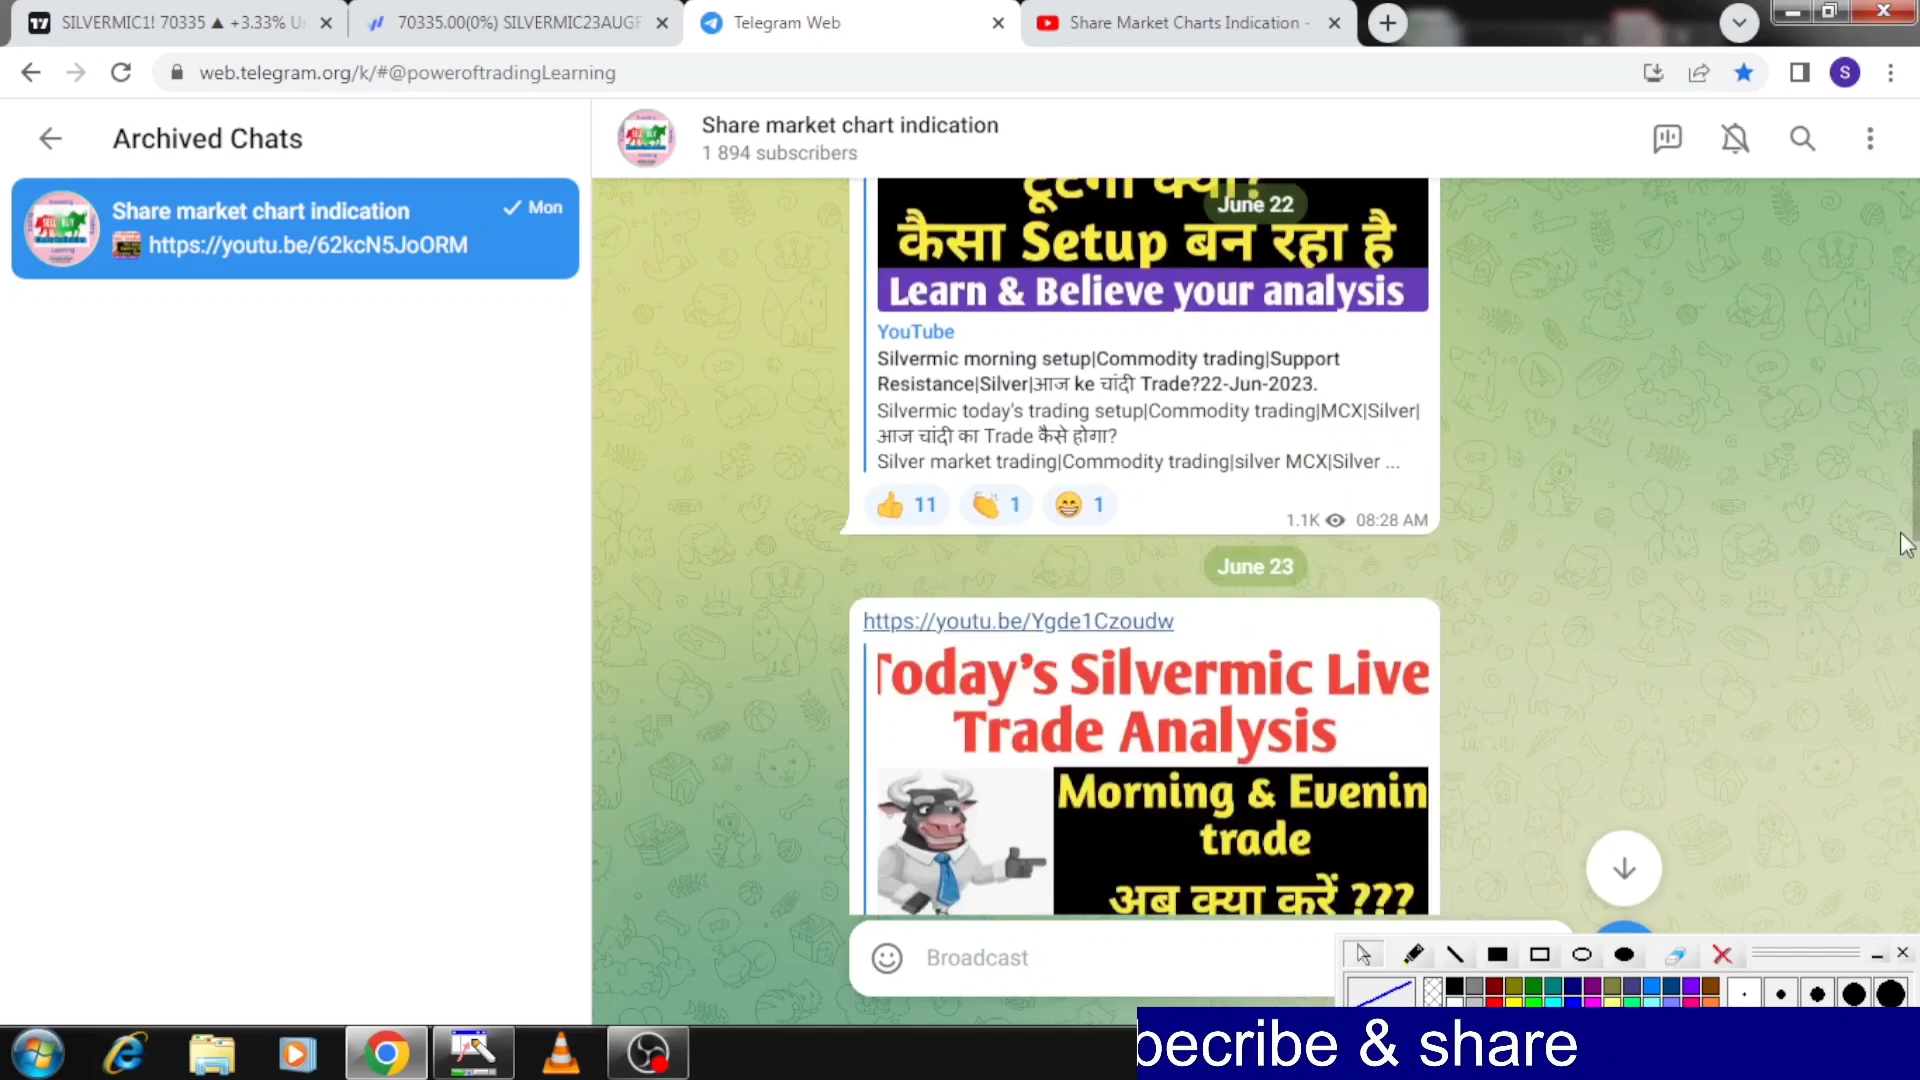 SILVERMIC1! 70335 ▲ +3.33%
70335.00(0%) SILVERMIC23AUGF
Telegram Web
Share Market Charts Indication -
web.telegram.org/k/#@poweroftradingLearning
S
Archived Chats
Share market chart indication
Mon
https://youtu.be/62kcN5JoORM
Share market chart indication
1 894 subscribers
June 22
कैसा Setup बन रहा है
Learn & Believe your analysis
YouTube
Silvermic morning setup|Commodity trading|Support
Resistance|Silver|आज ke चांदी Trade?22-Jun-2023.
Silvermic today's trading setup|Commodity trading|MCX|Silver|
आज चांदी का Trade कैसे होगा?
Silver market trading|Commodity trading|silver MCX|Silver ...
11 1 1
1.1K 08:28 AM
June 23
https://youtu.be/Ygde1Czoudw
Today's Silvermic Live
Trade Analysis
Morning & Evenin
trade
अब क्या करें ???
Broadcast
becribe & share